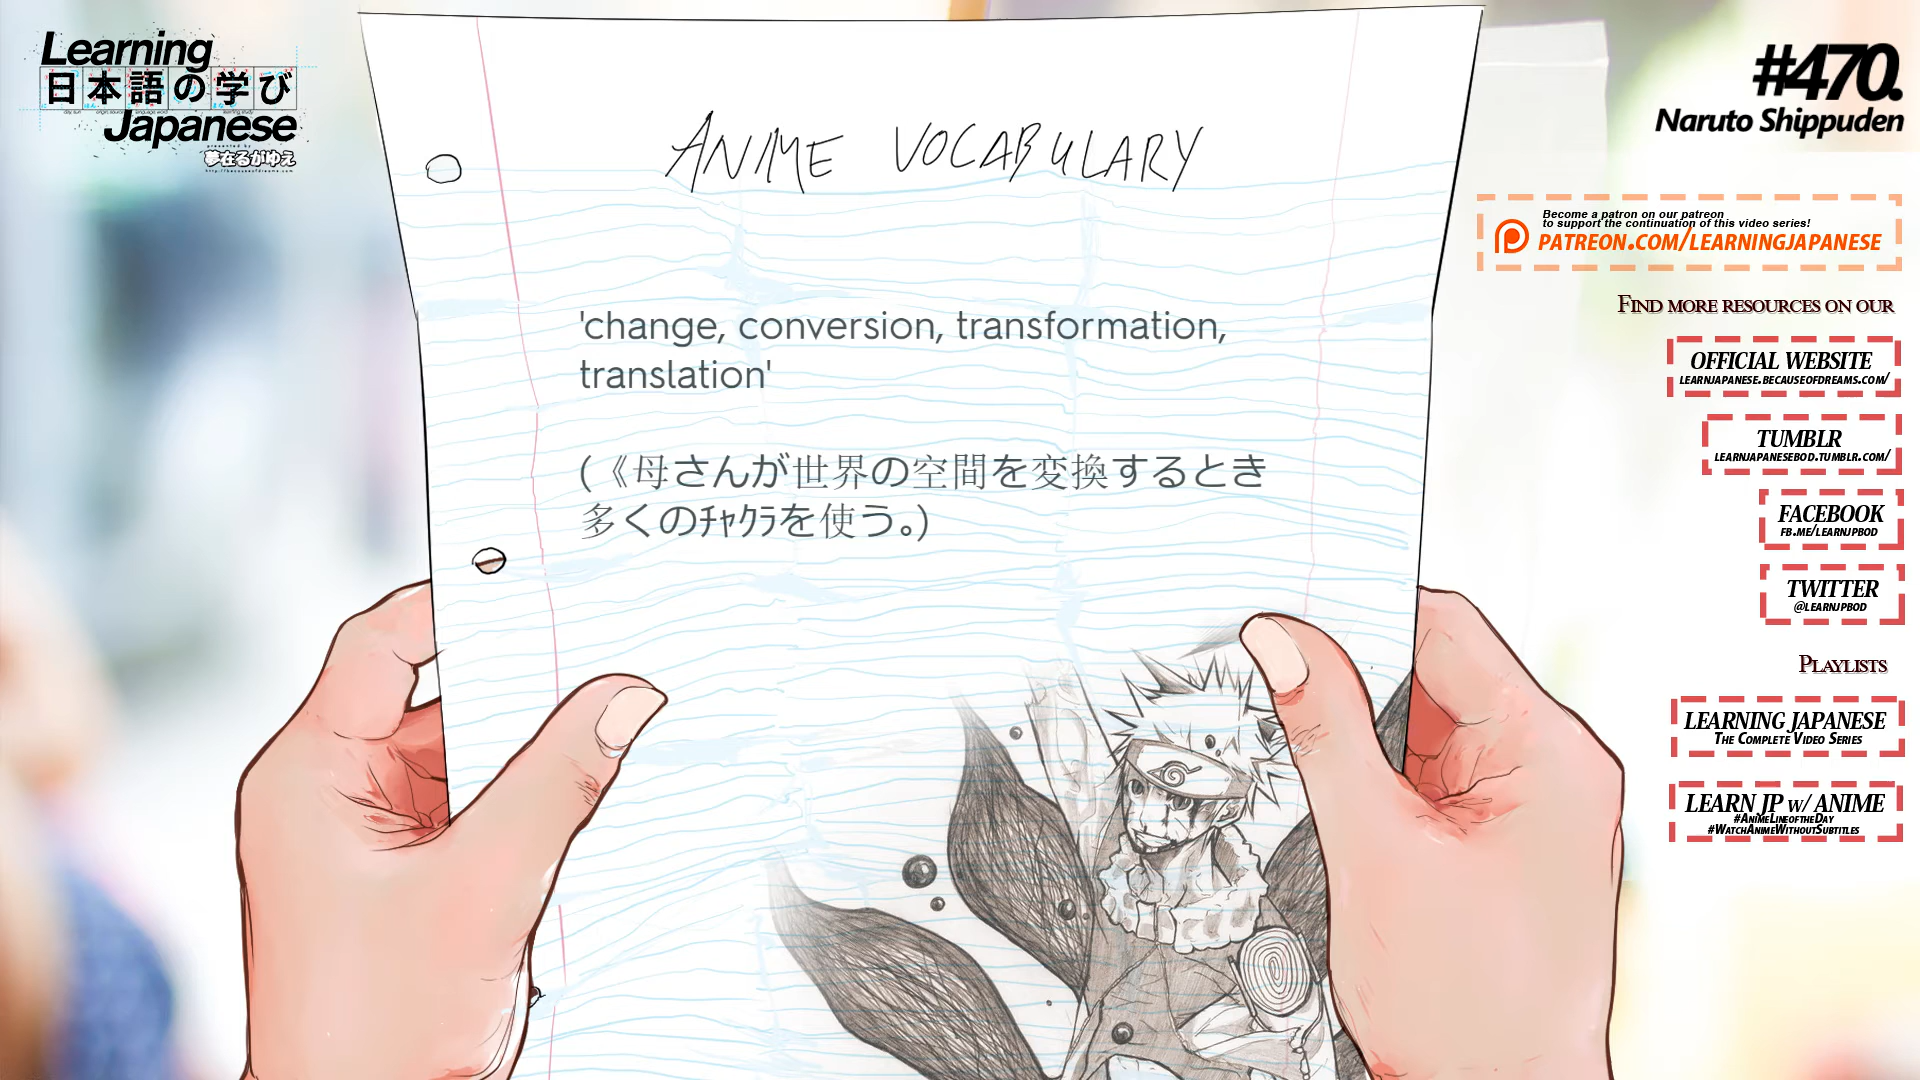 Learning
日本語の学び
Japanese
presented by
夢在るがゆえ
http://becauseofdreams.com
#470.
Naruto Shippuden
ANIME VOCABULARY
'change, conversion, transformation,
translation'
(《母さんが世界の空間を変換するとき
多くのﾁｬｸﾗを使う。)
Become a patron on our patreon
to support the continuation of this video series!
PATREON.COM/LEARNINGJAPANESE
FIND MORE RESOURCES ON OUR
OFFICIAL WEBSITE
LEARNJAPANESE.BECAUSEOFDREAMS.COM/
TUMBLR
LEARNJAPANESEBOD.TUMBLR.COM/
FACEBOOK
FB.ME/LEARNJPBOD
TWITTER
@LEARNJPBOD
PLAYLISTS
LEARNING JAPANESE
THE COMPLETE VIDEO SERIES
LEARN JP W/ ANIME
#ANIMELINEOFTHEDAY
#WATCHANIMEWITHOUTSUBTITLES